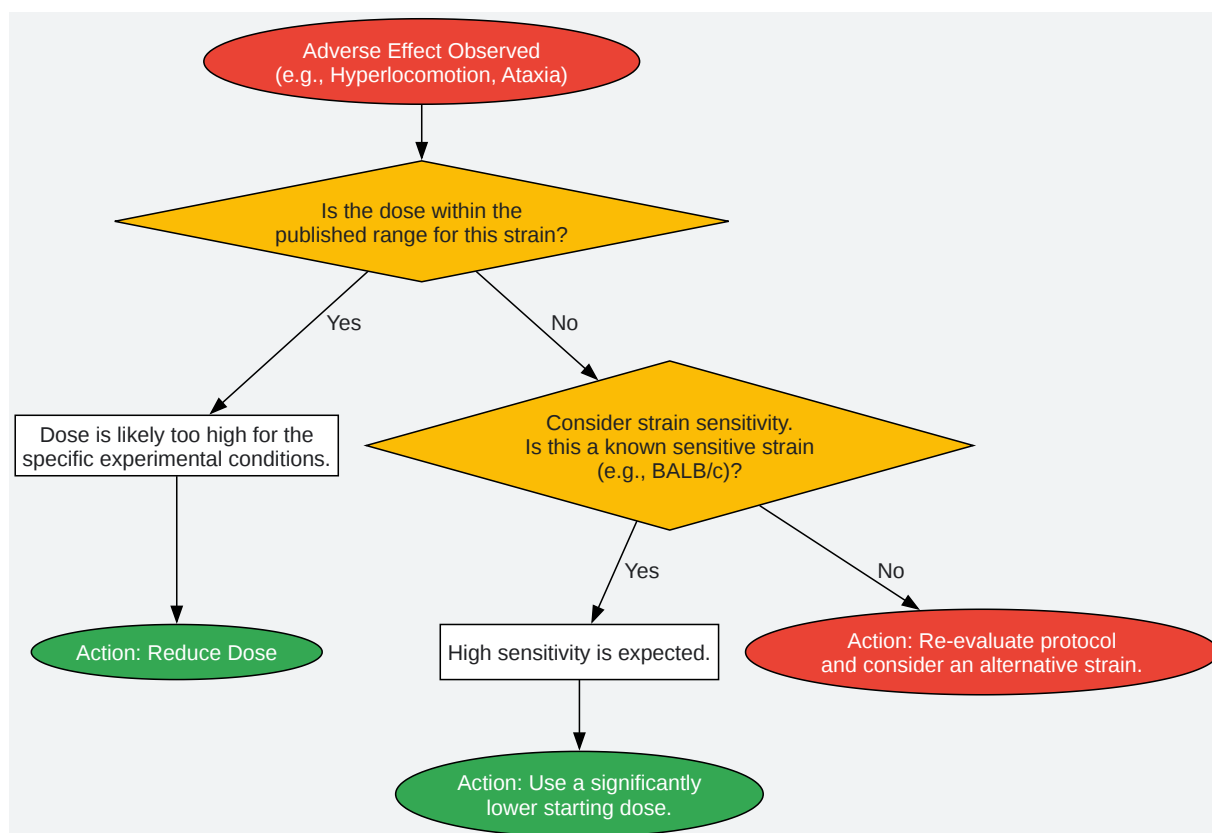 Adverse Effect Observed
(e.g., Hyperlocomotion, Ataxia)
Is the dose within the
published range for this strain?
Yes
No
Dose is likely too high for the
specific experimental conditions.
Consider strain sensitivity.
Is this a known sensitive strain
(e.g., BALB/c)?
Yes
No
Action: Reduce Dose
High sensitivity is expected.
Action: Re-evaluate protocol
and consider an alternative strain.
Action: Use a significantly
lower starting dose.